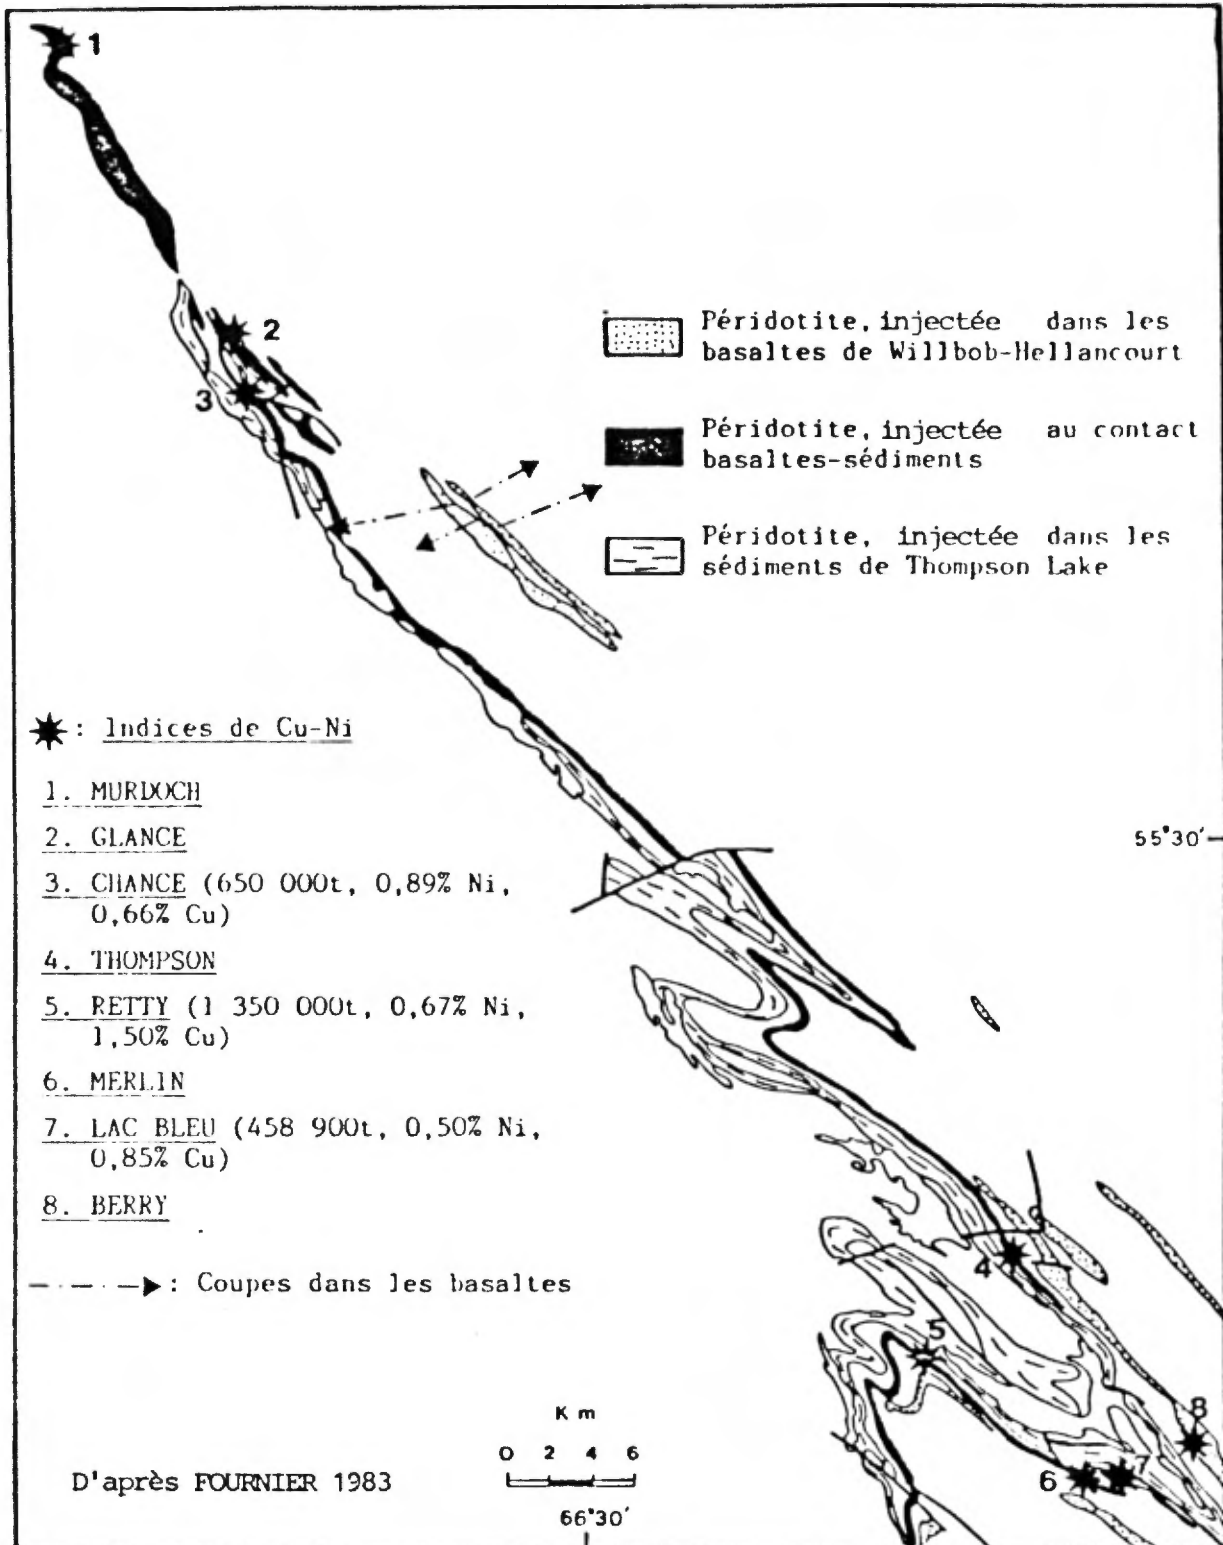 1
2
3
Péridotite, injectée dans les
basaltes de Willbob-Hellancourt
Péridotite, injectée au contact
basaltes-sédiments
Péridotite, injectée dans les
sédiments de Thompson Lake
: Indices de Cu-Ni
1. MURDOCH
2. GLANCE
3. CHANCE (650 000t, 0,89% Ni,
0,66% Cu)
4. THOMPSON
5. RETTY (1 350 000t, 0,67% Ni,
1,50% Cu)
6. MERLIN
7. LAC BLEU (458 900t, 0,50% Ni,
0,85% Cu)
8. BERRY
: Coupes dans les basaltes
55°30'
4
5
8
6
7
Km
0 2 4 6
66°30'
D'après FOURNIER 1983